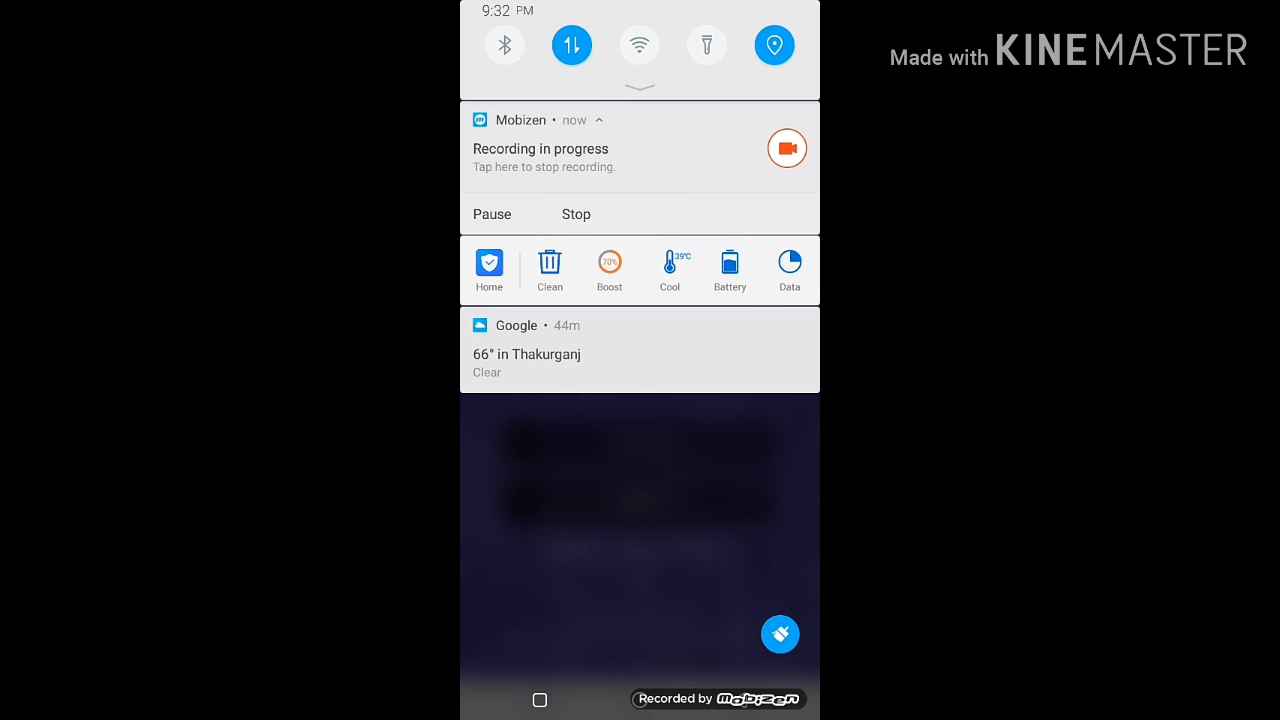 9:32 PM
Made with KINEMASTER
Mobizen • now
Recording in progress
Tap here to stop recording.
Pause Stop
70% 39°C
Home Clean Boost Cool Battery Data
Google • 44m
66° in Thakurganj
Clear
Recorded by mobizen